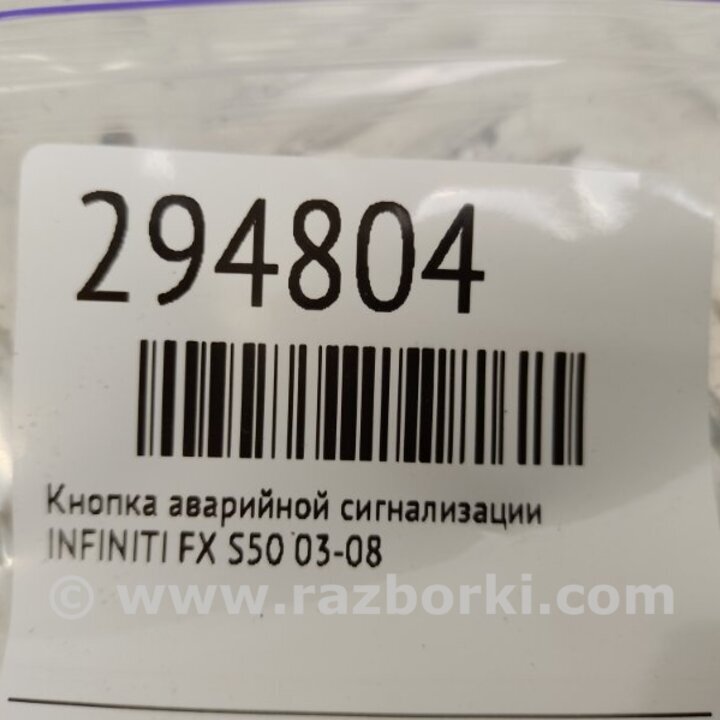 294804
Кнопка аварийной сигнализации
INFINITI FX S50 03-08
© www.razborki.com